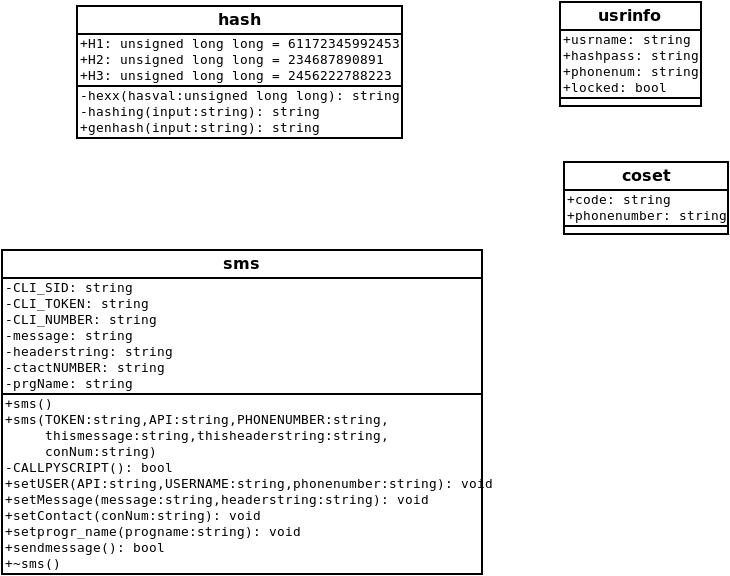 hash
+H1: unsigned long long = 61172345992453
+H2: unsigned long long = 234687890891
+H3: unsigned long long = 2456222788223
-hexx(hasval:unsigned long long): string
-hashing(input:string): string
+genhash(input:string): string
usrinfo
+usrname: string
+hashpass: string
+phonenum: string
+locked: bool
coset
+code: string
+phonenumber: string
sms
-CLI_SID: string
-CLI_TOKEN: string
-CLI_NUMBER: string
-message: string
-headerstring: string
-ctactNUMBER: string
-prgName: string
+sms()
+sms(TOKEN:string,API:string,PHONENUMBER:string,
thismessage:string,thisheaderstring:string,
conNum:string)
-CALLPYSCRIPT(): bool
+setUSER(API:string,USERNAME:string,phonenumber:string): void
+setMessage(message:string,headerstring:string): void
+setContact(conNum:string): void
+setprogr_name(progname:string): void
+sendmessage(): bool
+~sms()